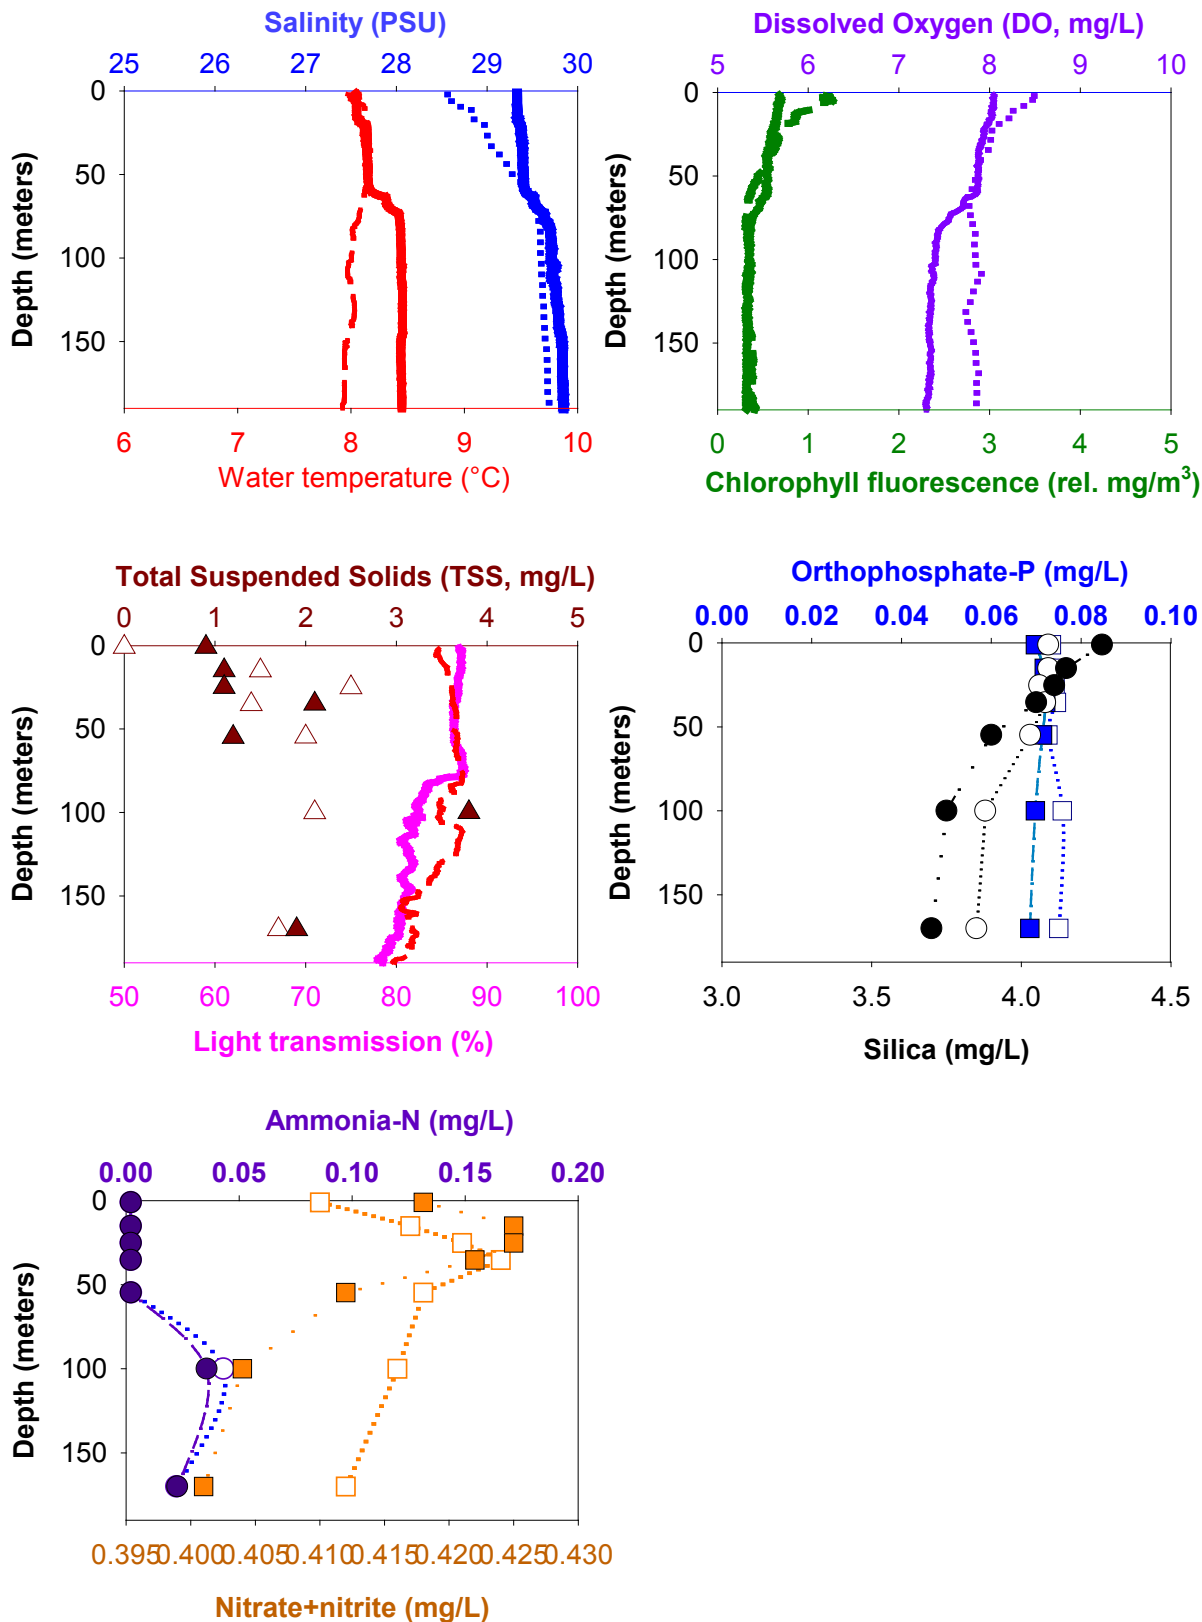 Salinity (PSU)
25 26 27 28 29 30
0
50
100
150
Depth (meters)
6 7 8 9 10
Water temperature (°C)
Dissolved Oxygen (DO, mg/L)
5 6 7 8 9 10
0
50
100
150
Depth (meters)
0 1 2 3 4 5
Chlorophyll fluorescence (rel. mg/m³)
Total Suspended Solids (TSS, mg/L)
0 1 2 3 4 5
0
50
100
150
Depth (meters)
50 60 70 80 90 100
Light transmission (%)
Orthophosphate-P (mg/L)
0.00 0.02 0.04 0.06 0.08 0.10
0
50
100
150
Depth (meters)
3.0 3.5 4.0 4.5
Silica (mg/L)
Ammonia-N (mg/L)
0.00 0.05 0.10 0.15 0.20
0
50
100
150
Depth (meters)
0.395 0.400 0.405 0.410 0.415 0.420 0.425 0.430
Nitrate+nitrite (mg/L)